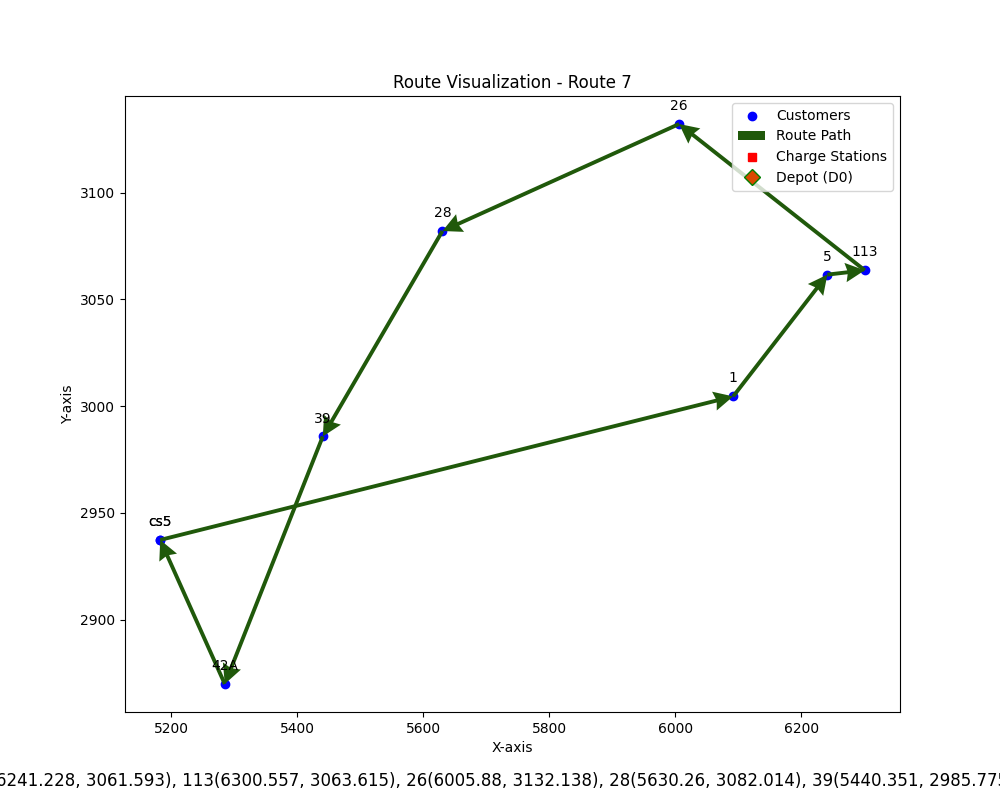 Route Visualization - Route 7
26
Customers
Route Path
Charge Stations
Depot (D0)
3100
28
113
5
3050
1
3000
39
Y-axis
2950
cs5
2900
42A
5200
5400
5600
5800
6000
6200
X-axis
6241.228, 3061.593), 113(6300.557, 3063.615), 26(6005.88, 3132.138), 28(5630.26, 3082.014), 39(5440.351, 2985.775